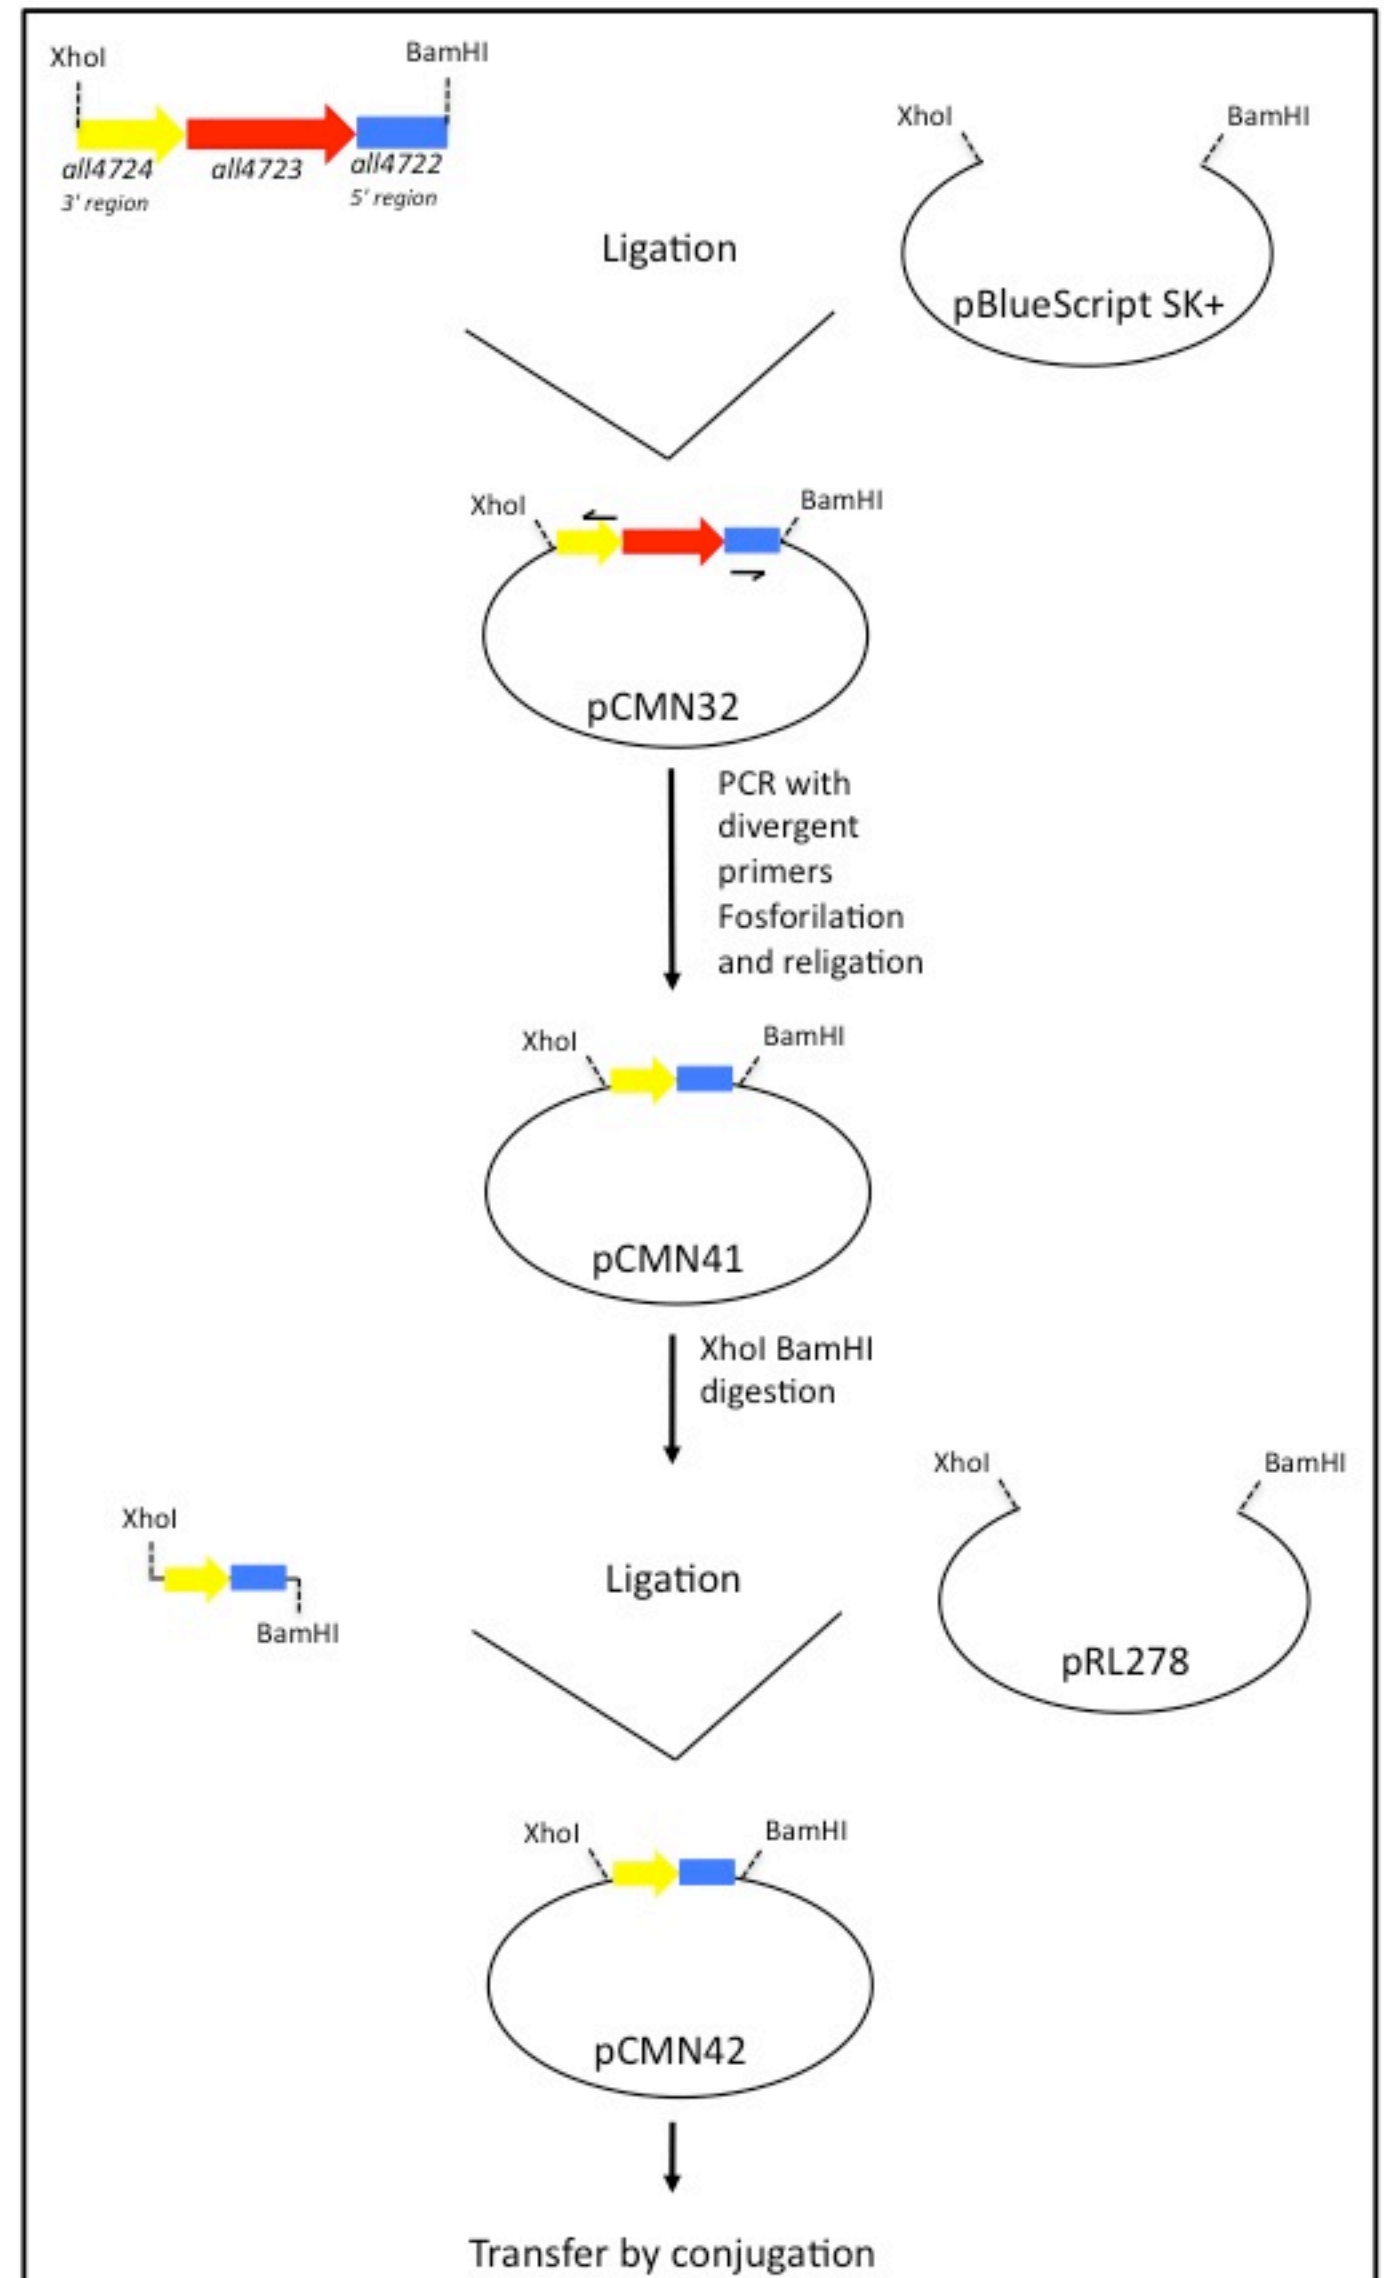 XhoI
BamHI
all4724
3' region
all4723
all4722
5' region
XhoI
BamHI
pBlueScript SK+
Ligation
XhoI
BamHI
pCMN32
PCR with
divergent
primers
Fosforilation
and religation
XhoI
BamHI
pCMN41
XhoI BamHI
digestion
XhoI
BamHI
Ligation
XhoI
BamHI
pRL278
XhoI
BamHI
pCMN42
Transfer by conjugation